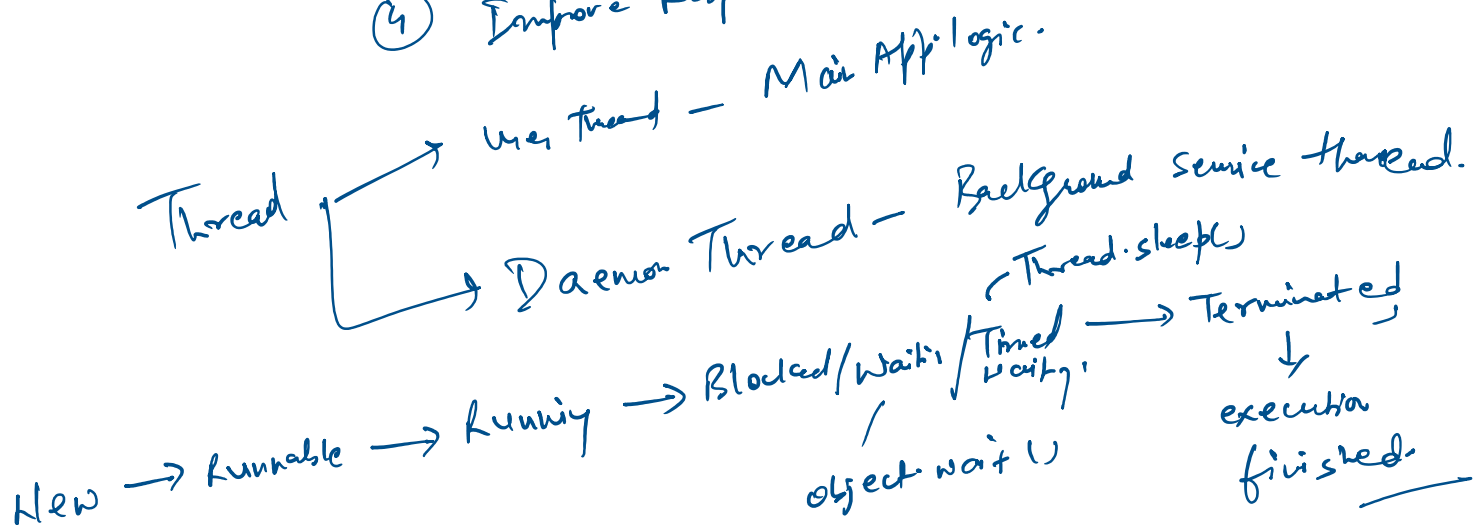 ④ Improve
User Thread — Main App. logic.
Thread
Daemon Thread — Background service thread.
Thread.sleep()
New → Runnable → Running → Blocked/Waiting/Timed waiting. → Terminated
object.wait()
execution
finished.